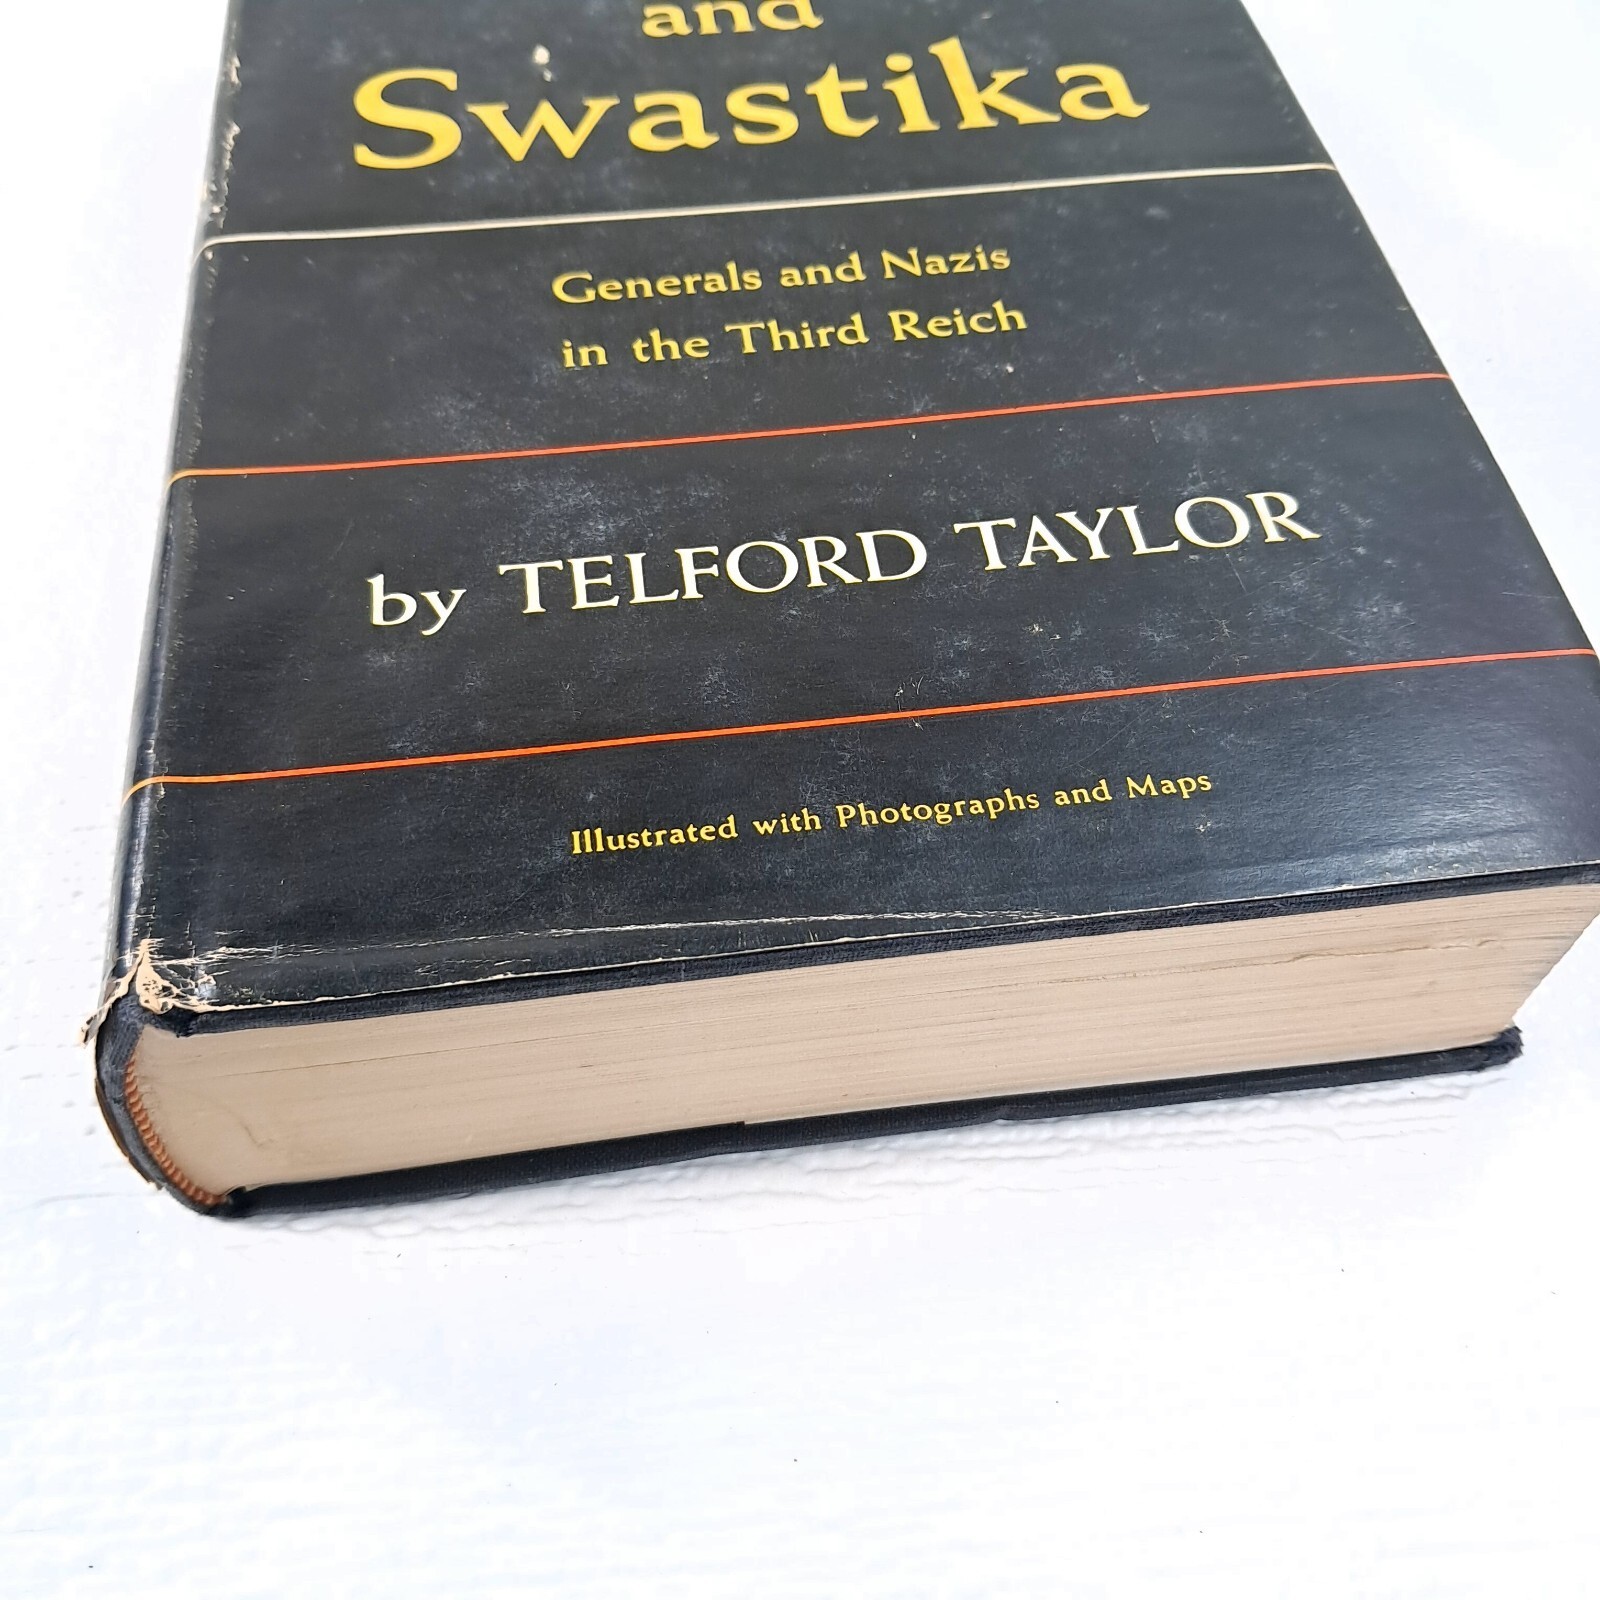 and
Swastika
Generals and Nazis
in the Third Reich
by TELFORD TAYLOR
Illustrated with Photographs and Maps